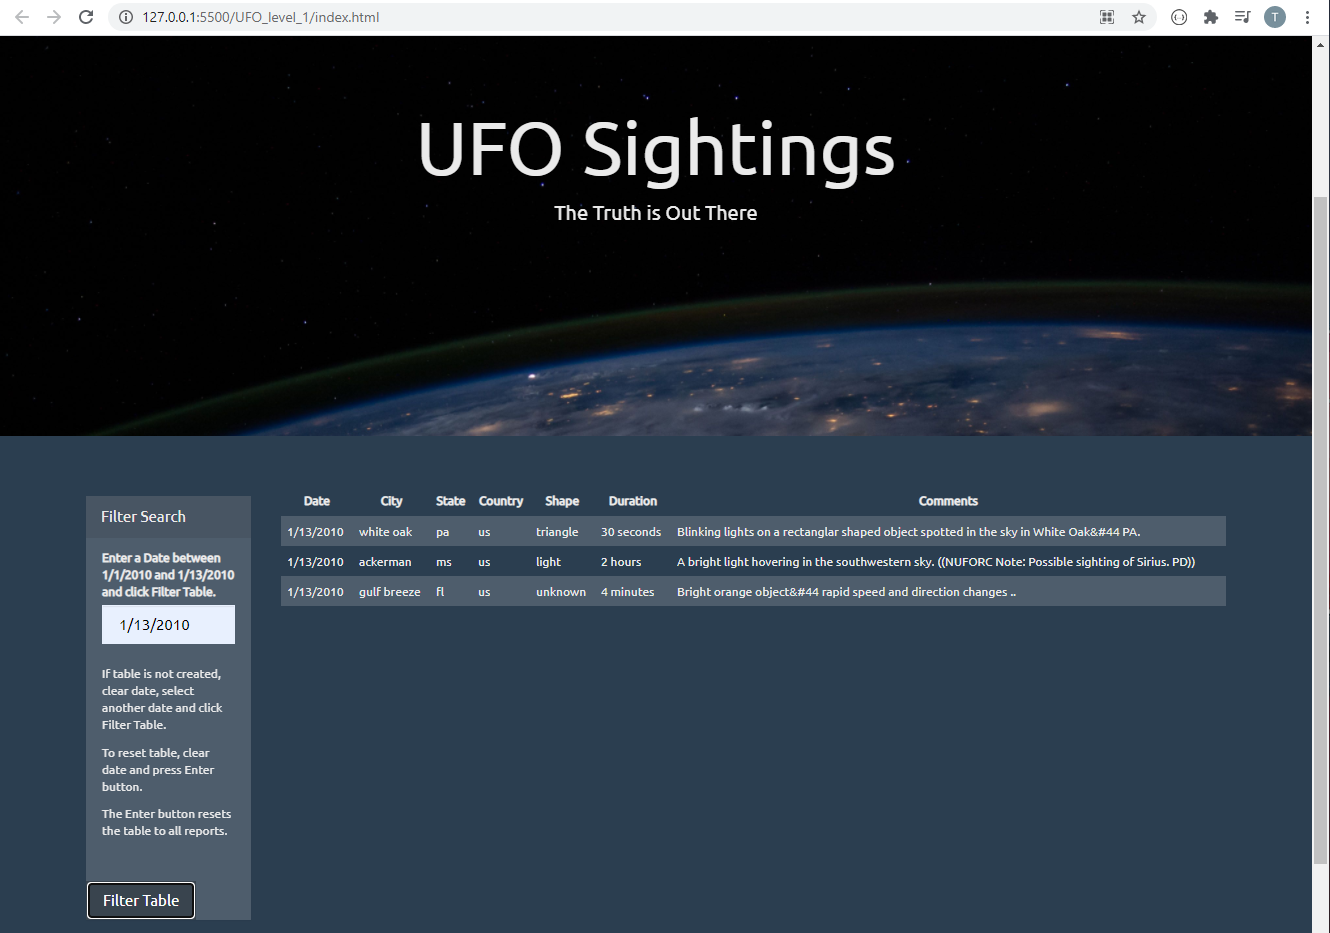 127.0.0.1:5500/UFO_level_1/index.html
T
UFO Sightings
The Truth is Out There
Filter Search
Enter a Date between
1/1/2010 and 1/13/2010
and click Filter Table.
1/13/2010
If table is not created,
clear date, select
another date and click
Filter Table.
To reset table, clear
date and press Enter
button.
The Enter button resets
the table to all reports.
Filter Table
Date City State Country Shape Duration Comments
1/13/2010 white oak pa us triangle 30 seconds Blinking lights on a rectanglar shaped object spotted in the sky in White Oak&#44 PA.
1/13/2010 ackerman ms us light 2 hours A bright light hovering in the southwestern sky. ((NUFORC Note: Possible sighting of Sirius. PD))
1/13/2010 gulf breeze fl us unknown 4 minutes Bright orange object&#44 rapid speed and direction changes ..